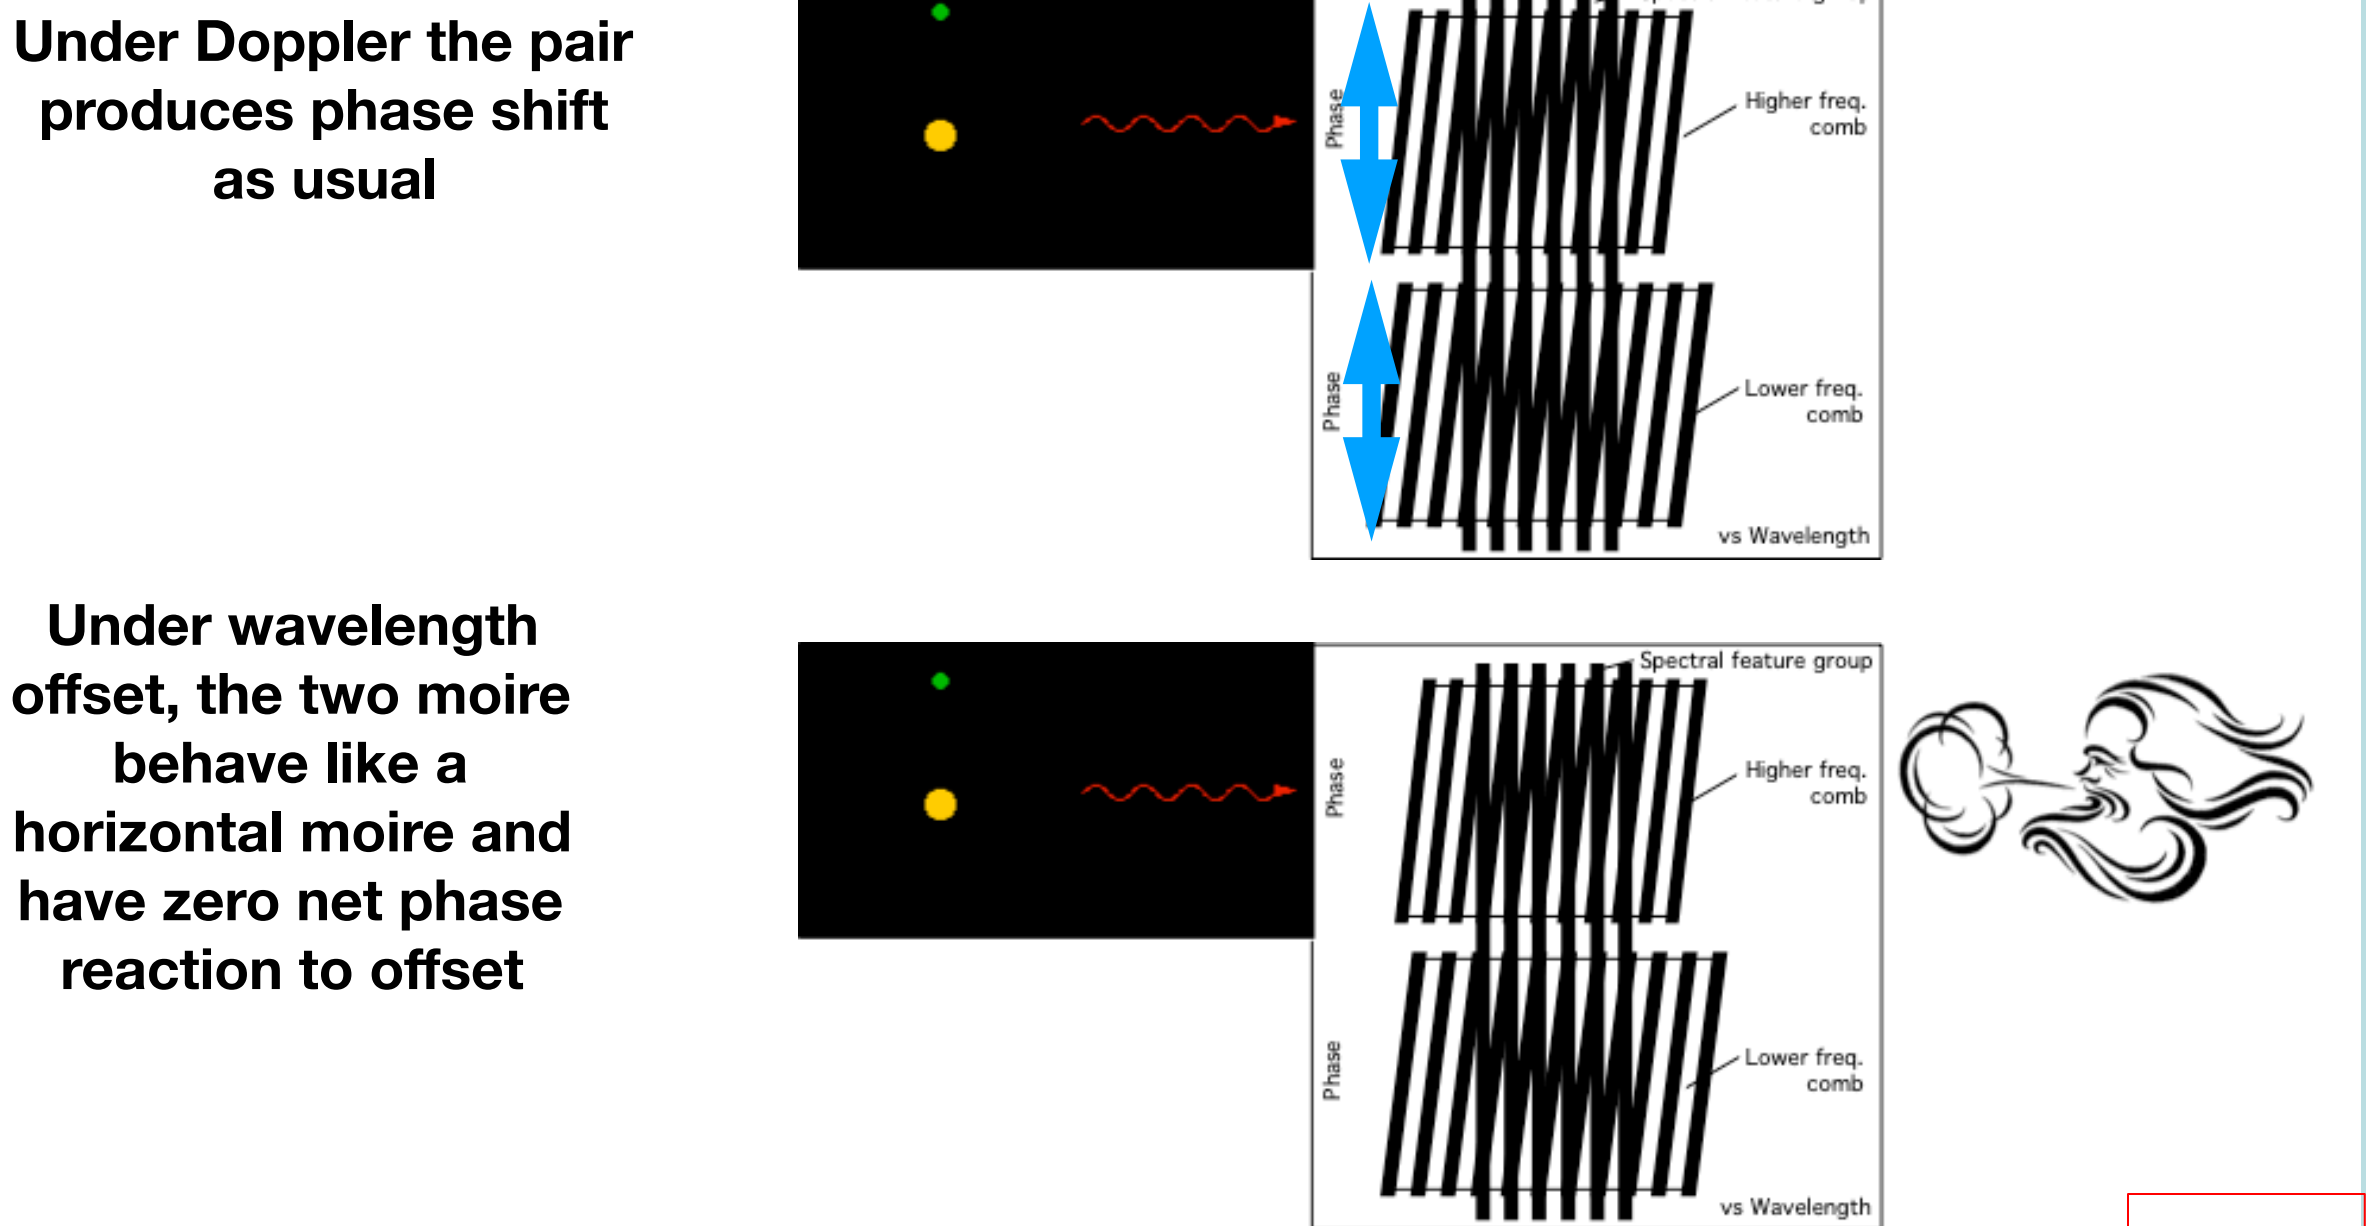 Under Doppler the pair
produces phase shift
as usual
Phase
Higher freq.
comb
Phase
Lower freq.
comb
vs Wavelength
Under wavelength
offset, the two moire
behave like a
horizontal moire and
have zero net phase
reaction to offset
Spectral feature group
Phase
Higher freq.
comb
Phase
Lower freq.
comb
vs Wavelength